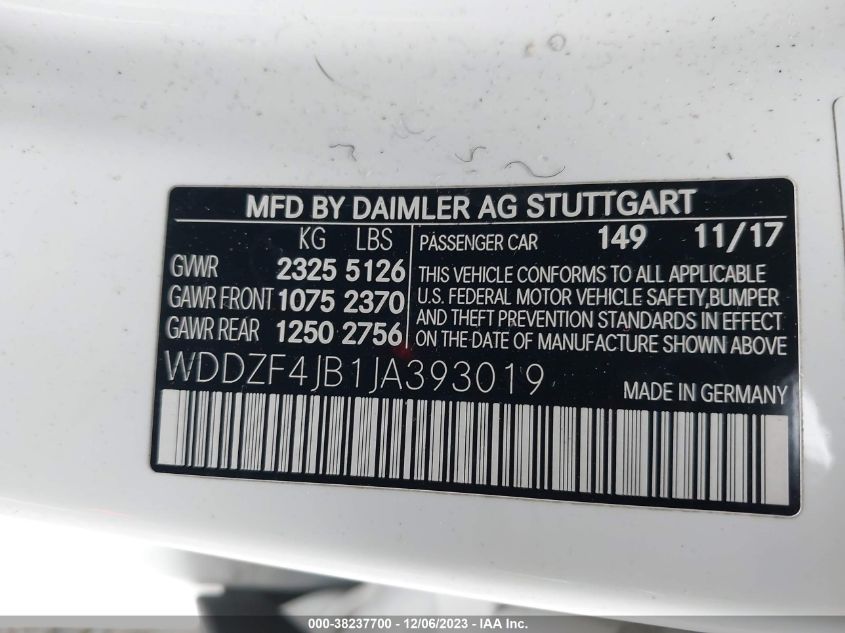 MFD BY DAIMLER AG STUTTGART
KG LBS
GVWR 2325 5126
GAWR FRONT 1075 2370
GAWR REAR 1250 2756
PASSENGER CAR 149 11/17
THIS VEHICLE CONFORMS TO ALL APPLICABLE
U.S. FEDERAL MOTOR VEHICLE SAFETY,BUMPER
AND THEFT PREVENTION STANDARDS IN EFFECT
ON THE DATE OF MANUFACTURE SHOWN ABOVE
WDDZF4JB1JA393019
MADE IN GERMANY
000-38237700 - 12/06/2023 - IAA Inc.